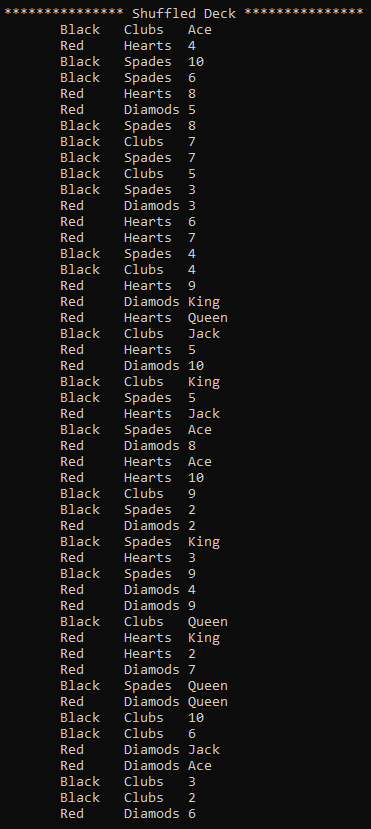 *************** Shuffled Deck ***************
Black Clubs Ace
Red Hearts 4
Black Spades 10
Black Spades 6
Red Hearts 8
Red Diamods 5
Black Spades 8
Black Clubs 7
Black Spades 7
Black Clubs 5
Black Spades 3
Red Diamods 3
Red Hearts 6
Red Hearts 7
Black Spades 4
Black Clubs 4
Red Hearts 9
Red Diamods King
Red Hearts Queen
Black Clubs Jack
Red Hearts 5
Red Diamods 10
Black Clubs King
Black Spades 5
Red Hearts Jack
Black Spades Ace
Red Diamods 8
Red Hearts Ace
Red Hearts 10
Black Clubs 9
Black Spades 2
Red Diamods 2
Black Spades King
Red Hearts 3
Black Spades 9
Red Diamods 4
Red Diamods 9
Black Clubs Queen
Red Hearts King
Red Hearts 2
Red Diamods 7
Black Spades Queen
Red Diamods Queen
Black Clubs 10
Black Clubs 6
Red Diamods Jack
Red Diamods Ace
Black Clubs 3
Black Clubs 2
Red Diamods 6